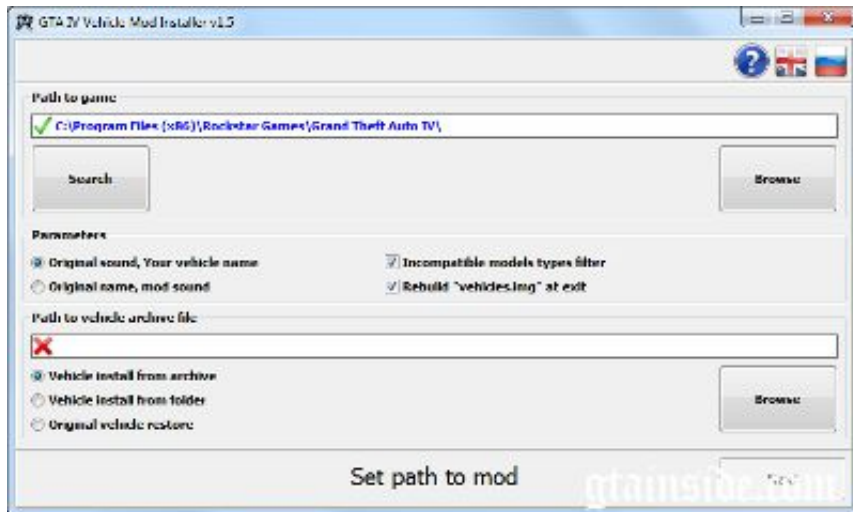 GTA IV Vehicle Mod Installer v1.5
Path to game
C:\Program Files (x86)\Rockstar Games\Grand Theft Auto IV\
Search
Browse
Parameters
Original sound, Your vehicle name
Incompatible models types filter
Original name, mod sound
Rebuild "vehicles.img" at exit
Path to vehicle archive file
Vehicle install from archive
Vehicle install from folder
Browse
Original vehicle restore
Set path to mod
gtainside.com